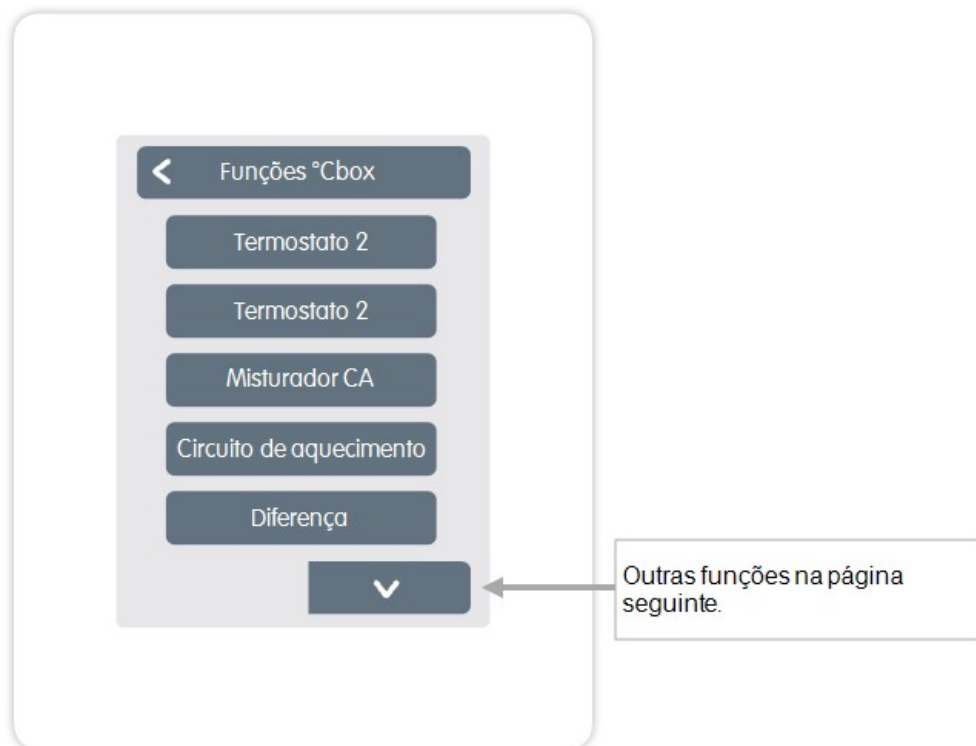 Funções °Cbox
Termostato 2
Termostato 2
Misturador CA
Circuito de aquecimento
Diferença
Outras funções na página
seguinte.